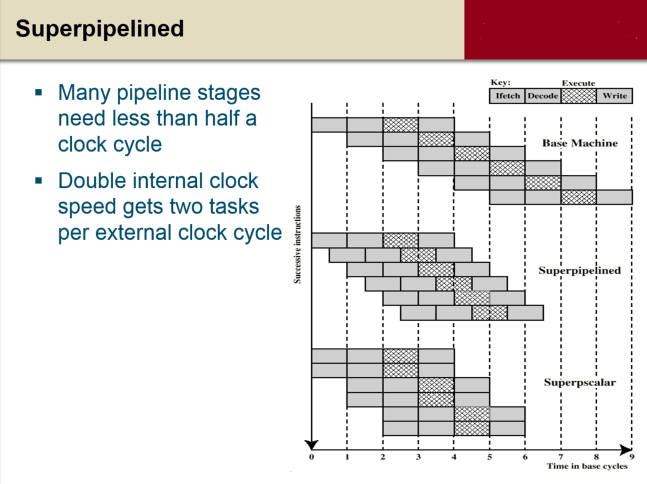 Superpipelined
▪ Many pipeline stages
need less than half a
clock cycle
▪ Double internal clock
speed gets two tasks
per external clock cycle
Key: Execute
Ifetch Decode Write
Base Machine
Superpipelined
Superpscalar
Successive instructions
0 1 2 3 4 5 6 7 8 9
Time in base cycles